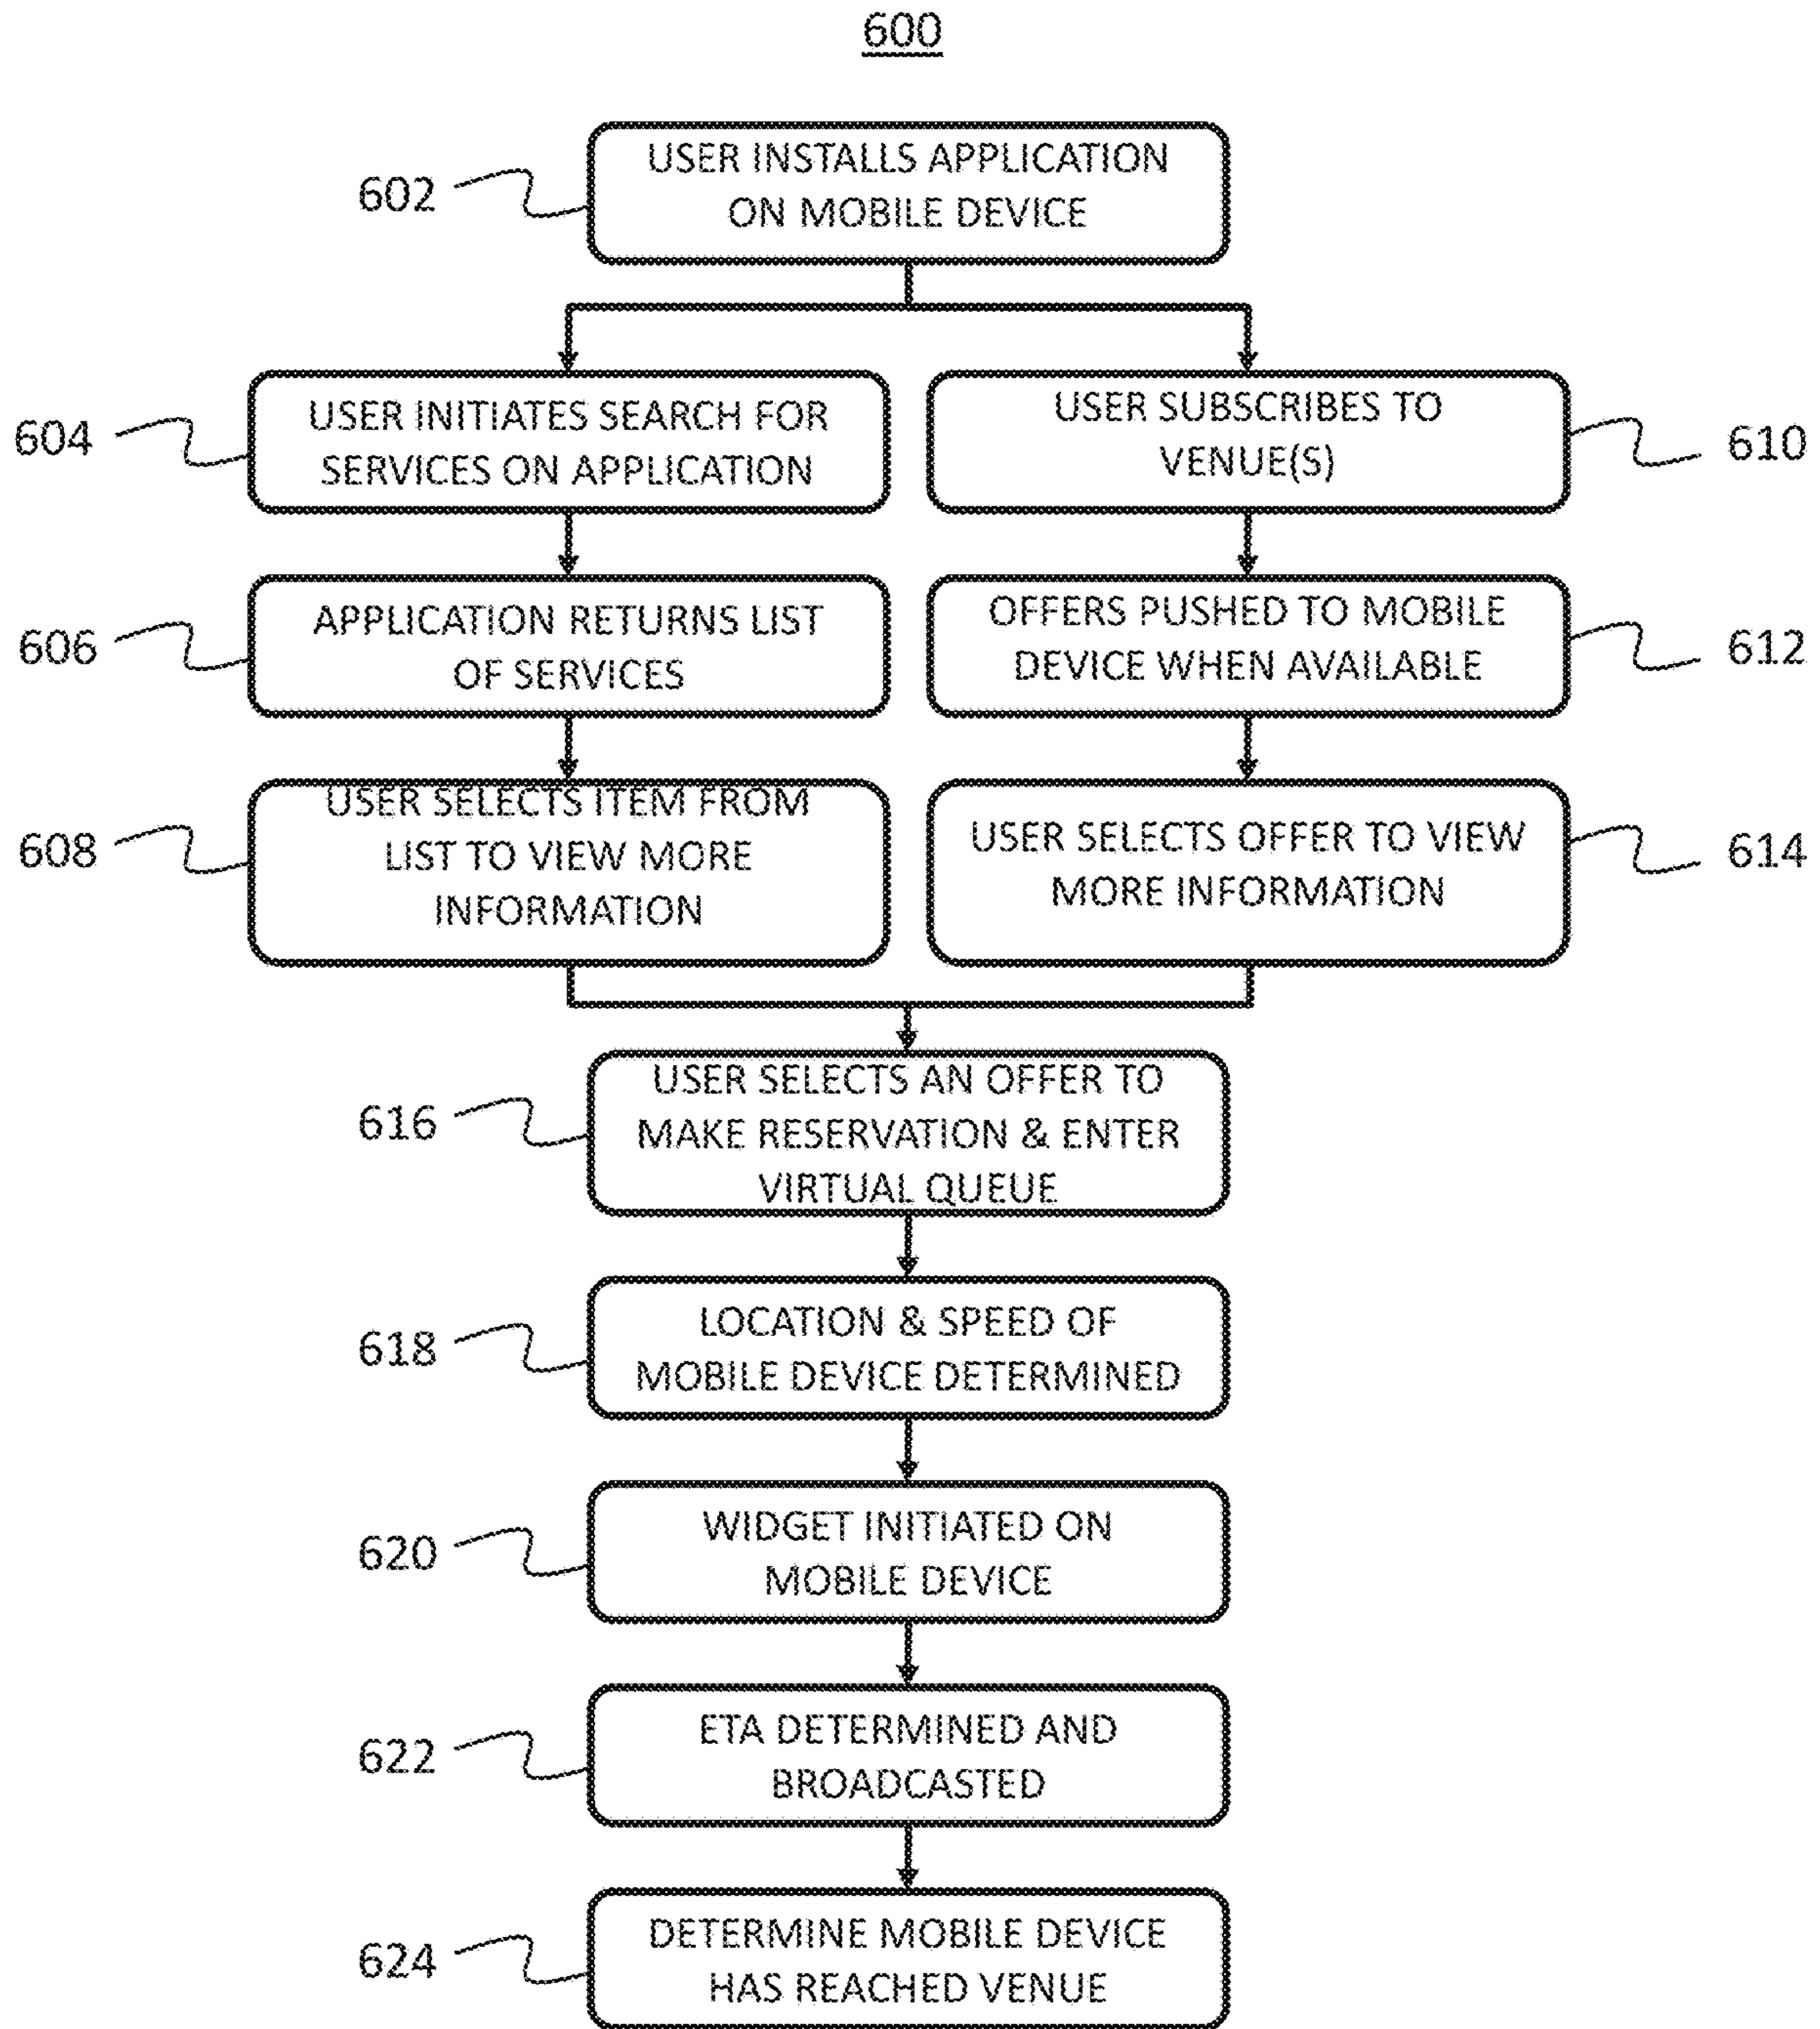 600
602
USER INSTALLS APPLICATION
ON MOBILE DEVICE
604
USER INITIATES SEARCH FOR
SERVICES ON APPLICATION
USER SUBSCRIBES TO
VENUE(S)
610
606
APPLICATION RETURNS LIST
OF SERVICES
OFFERS PUSHED TO MOBILE
DEVICE WHEN AVAILABLE
612
608
USER SELECTS ITEM FROM
LIST TO VIEW MORE
INFORMATION
USER SELECTS OFFER TO VIEW
MORE INFORMATION
614
616
USER SELECTS AN OFFER TO
MAKE RESERVATION & ENTER
VIRTUAL QUEUE
618
LOCATION & SPEED OF
MOBILE DEVICE DETERMINED
620
WIDGET INITIATED ON
MOBILE DEVICE
622
ETA DETERMINED AND
BROADCASTED
624
DETERMINE MOBILE DEVICE
HAS REACHED VENUE